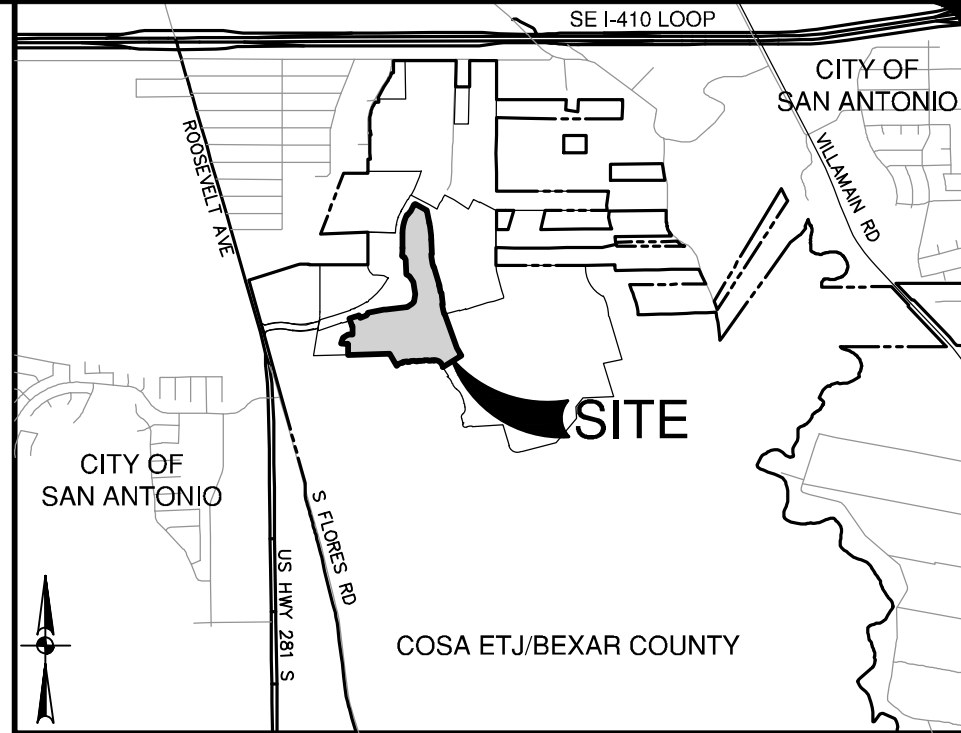 SE I-410 LOOP
CITY OF
SAN ANTONIO
ROOSEVELT AVE
VILLAMAIN RD
SITE
CITY OF
SAN ANTONIO
S FLORES RD
US HWY 281 S
COSA ETJ/BEXAR COUNTY